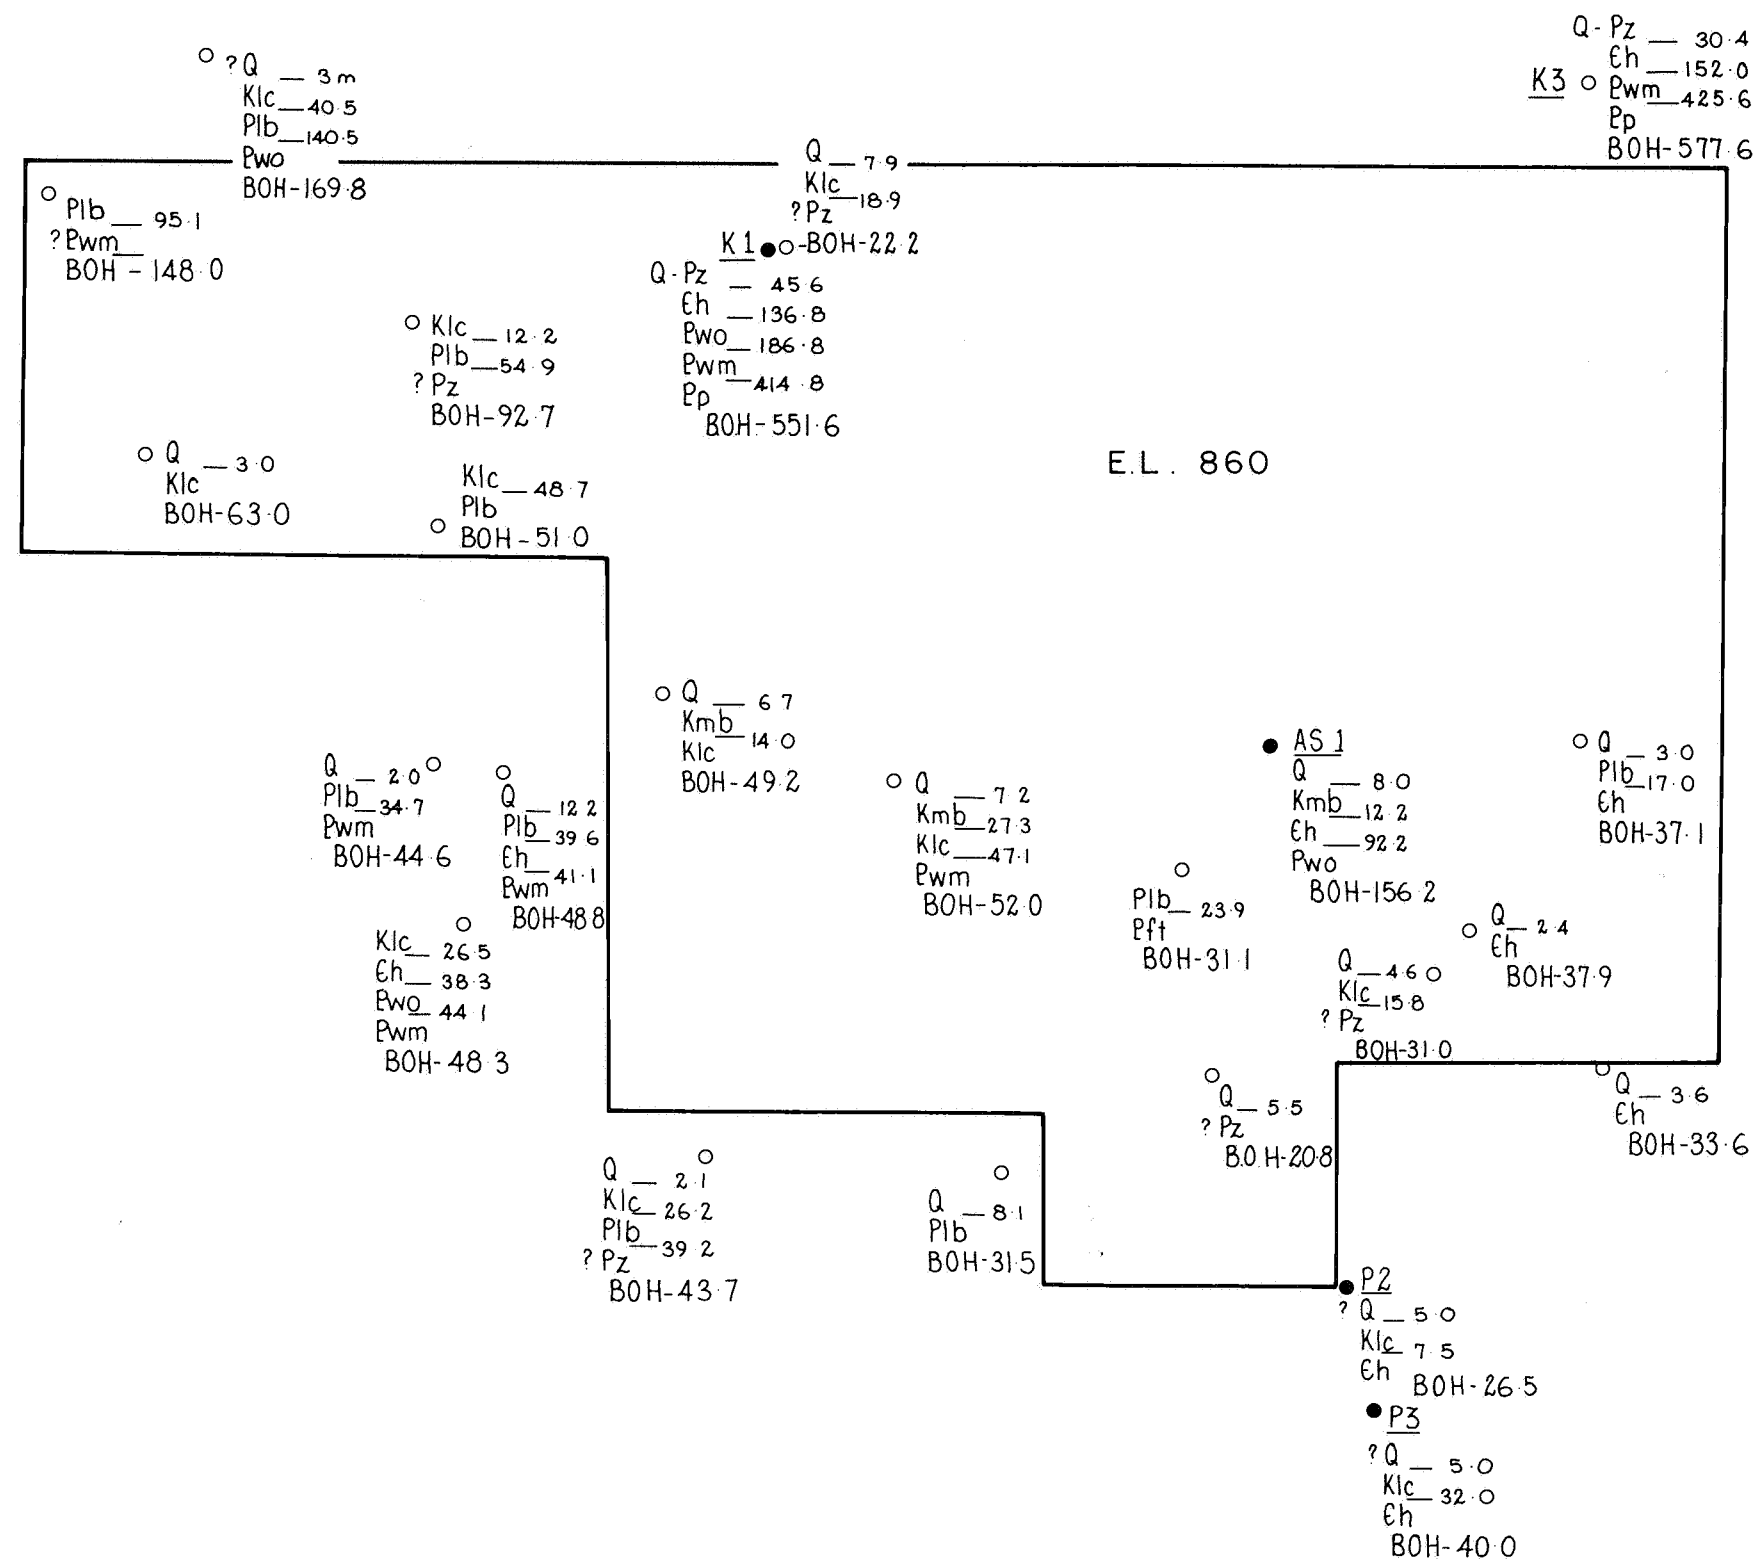 ?Q — 3m
Klc — 40.5
Plb — 140.5
Pwo
BOH-169.8
Q-Pz — 30.4
Єh — 152.0
K3 Pwm — 425.6
Pp
BOH-577.6
Plb — 95.1
?Pwm —
BOH-148.0
Q — 7.9
Klc — 18.9
?Pz
K1 -BOH-22.2
Q-Pz — 45.6
Єh — 136.8
Pwo — 186.8
Pwm — 414.8
Pp
BOH-551.6
Klc — 12.2
Plb — 54.9
?Pz
BOH-92.7
E.L. 860
Q — 3.0
Klc
BOH-63.0
Klc — 48.7
Plb
BOH-51.0
Q — 6 7
Kmb — 14.0
Klc
BOH-49.2
Q — 2.0
Plb — 34.7
Pwm
BOH-44.6
Q — 12 2
Plb — 39 6
Єh — 41.1
Pwm
BOH-48 8
Q — 7 2
Kmb — 27.3
Klc — 47.1
Pwm
BOH-52.0
AS 1
Q — 8.0
Kmb — 12.2
Єh — 92.2
Pwo
BOH-156.2
Q — 3.0
Plb — 17.0
Єh
BOH-37.1
Plb — 23.9
Pft
BOH-31.1
Q — 2.4
Єh
BOH-37.9
Klc — 26.5
Єh — 38.3
Pwo — 44.1
Pwm
BOH-48.3
Q — 4.6
Klc — 15.8
?Pz
BOH-31.0
Q — 5.5
?Pz
B.O.H-20.8
Q — 3.6
Єh
BOH-33.6
Q — 2.1
Klc — 26.2
Plb — 39.2
?Pz
BOH-43.7
Q — 8.1
Plb
BOH-31.5
P2
?Q — 5.0
Klc — 7.5
Єh BOH-26.5
P3
?Q — 5.0
Klc — 32.0
Єh
BOH-40.0